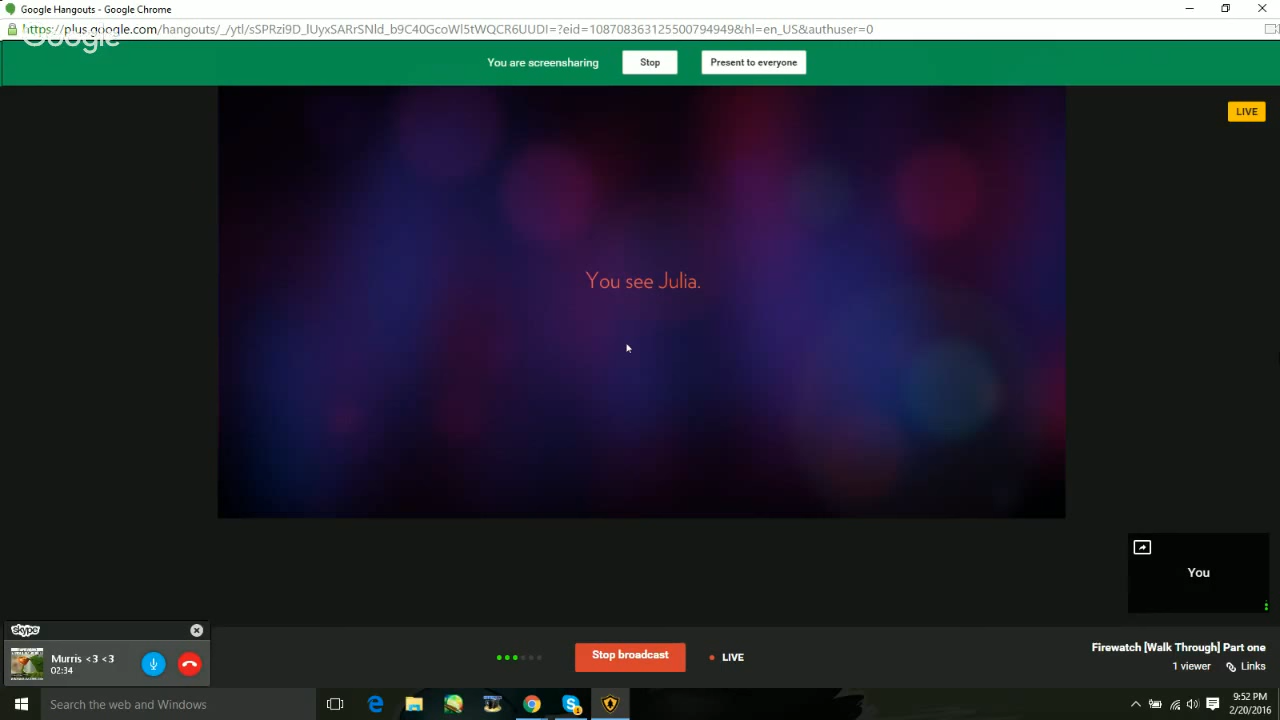 Google Hangouts - Google Chrome
https://plus.google.com/hangouts/_/ytl/sSPRzi9D_lUyxSARrSNld_b9C40GcoWl5tWQCR6UUDI=?eid=108708363125500794949&hl=en_US&authuser=0
Google
You are screensharing
Stop
Present to everyone
LIVE
You see Julia.
You
skype
Murris <3 <3
02:34
Stop broadcast
LIVE
Firewatch [Walk Through] Part one
1 viewer
Links
Search the web and Windows
9:52 PM
2/20/2016